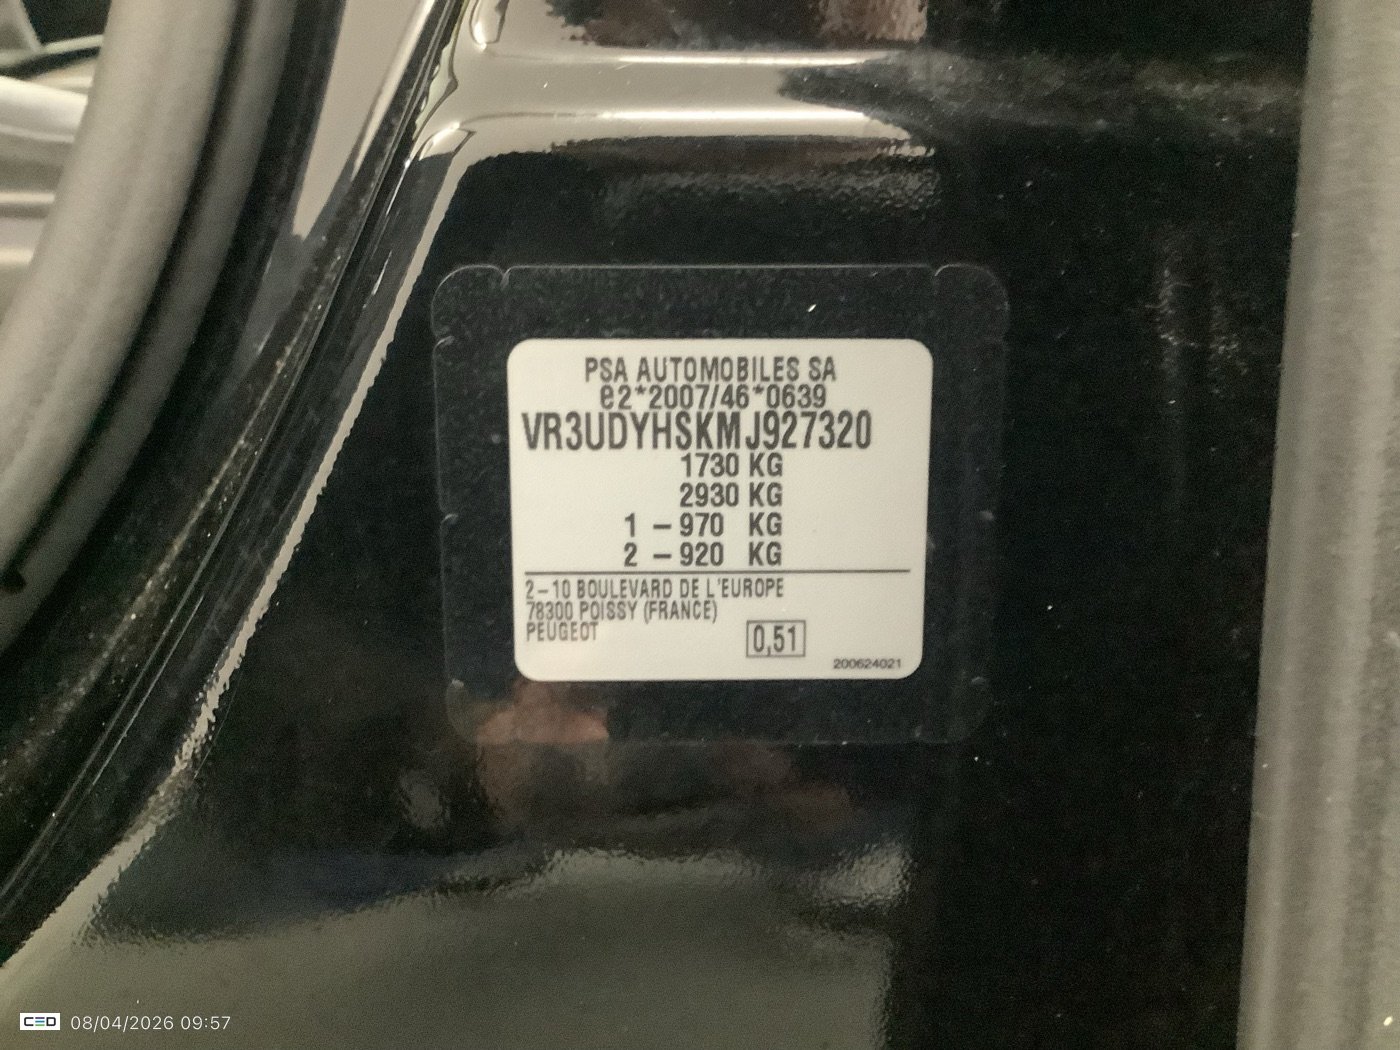 PSA AUTOMOBILES SA
e2*2007/46*0639
VR3UDYHSKMJ927320
1730 KG
2930 KG
1 – 970 KG
2 – 920 KG
2–10 BOULEVARD DE L'EUROPE
78300 POISSY (FRANCE)
PEUGEOT
0,51
200624021
CED 08/04/2026 09:57